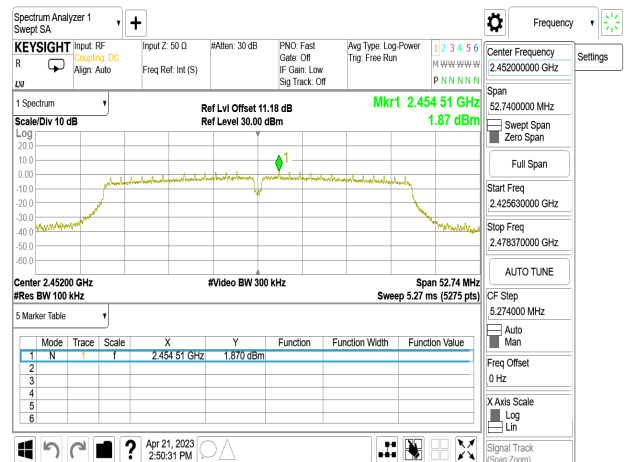 Spectrum Analyzer 1
Swept SA
Frequency
KEYSIGHT
R
Input: RF
Coupling: DC
Align: Auto
Input Z: 50 Ω
Freq Ref: Int (S)
#Atten: 30 dB
PNO: Fast
Gate: Off
IF Gain: Low
Sig Track: Off
Avg Type: Log-Power
Trig: Free Run
1 2 3 4 5 6
M W W W W W
P N N N N N
Center Frequency
2.452000000 GHz
Settings
Span
52.7400000 MHz
Swept Span
Zero Span
Full Span
Start Freq
2.425630000 GHz
Stop Freq
2.478370000 GHz
AUTO TUNE
CF Step
5.274000 MHz
Auto
Man
Freq Offset
0 Hz
X Axis Scale
Log
Lin
Signal Track
(Span Zoom)
1 Spectrum
Scale/Div 10 dB
Ref Lvl Offset 11.18 dB
Ref Level 30.00 dBm
Mkr1 2.454 51 GHz
1.87 dBm
Log
20.0
10.0
0.00
-10.0
-20.0
-30.0
-40.0
-50.0
-60.0
1
Center 2.45200 GHz
#Res BW 100 kHz
#Video BW 300 kHz
Span 52.74 MHz
Sweep 5.27 ms (5275 pts)
5 Marker Table
Mode Trace Scale X Y Function Function Width Function Value
1 N 1 f 2.454 51 GHz 1.870 dBm
2
3
4
5
6
?
Apr 21, 2023
2:50:31 PM